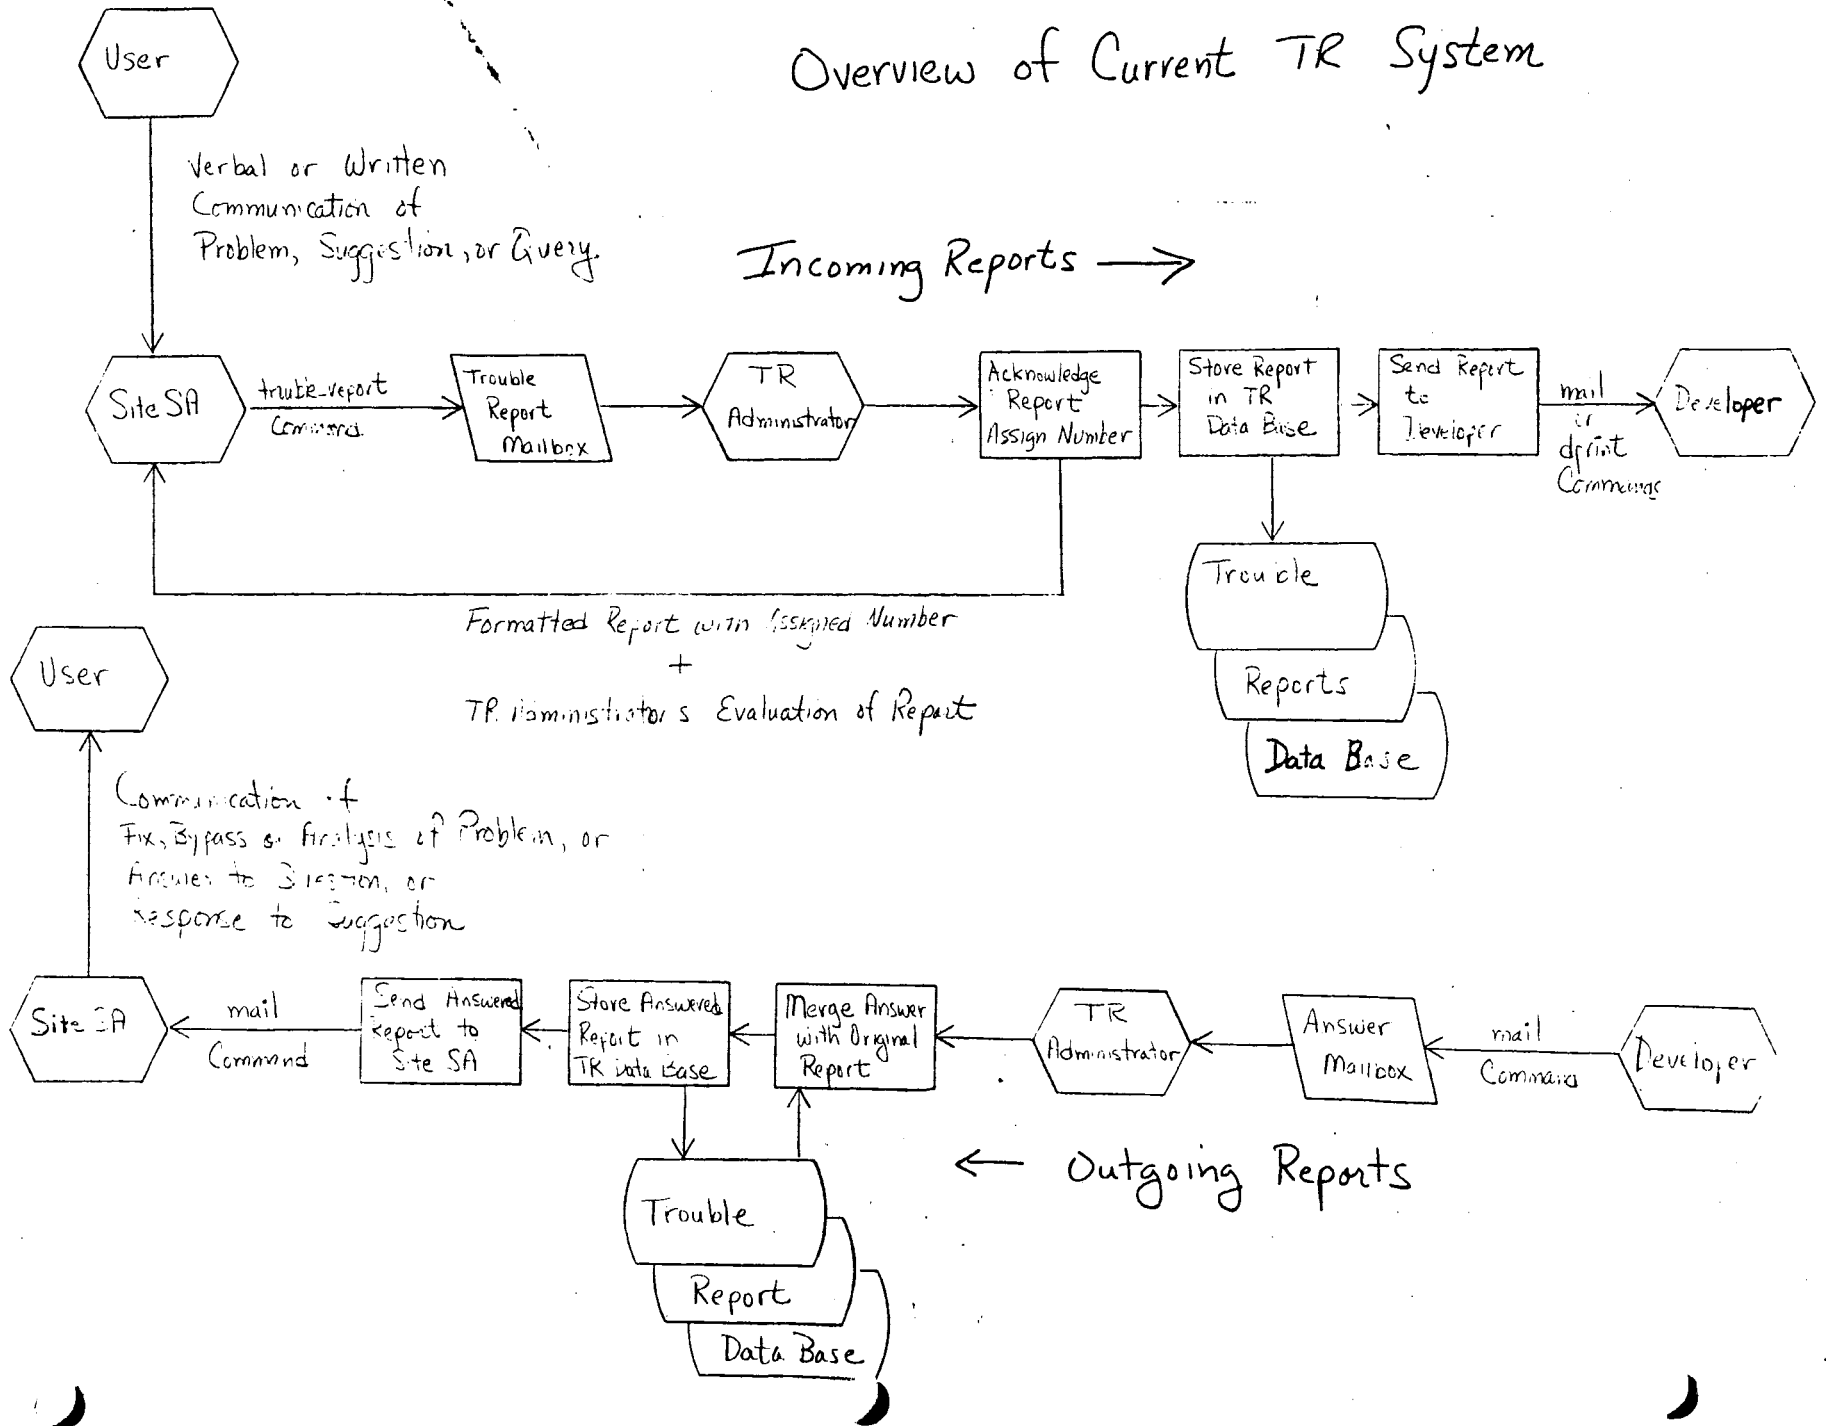 Overview of Current TR System
User
Verbal or Written
Communication of
Problem, Suggestion, or Query.
Incoming Reports →
Site SA
trouble_report
Command
Trouble
Report
Mailbox
TR
Administrator
Acknowledge
Report
Assign Number
Store Report
in TR
Data Base
Send Report
to
Developer
mail
or
dprint
Commands
Developer
Formatted Report with Assigned Number
+
TR Administrator's Evaluation of Report
Trouble
Reports
Data Base
User
Communication of
Fix, Bypass or Analysis of Problem, or
Answer to Question, or
Response to Suggestion
Site SA
mail
Command
Send Answered
Report to
Site SA
Store Answered
Report in
TR Data Base
Merge Answer
with Original
Report
TR
Administrator
Answer
Mailbox
mail
Command
Developer
← Outgoing Reports
Trouble
Report
Data Base